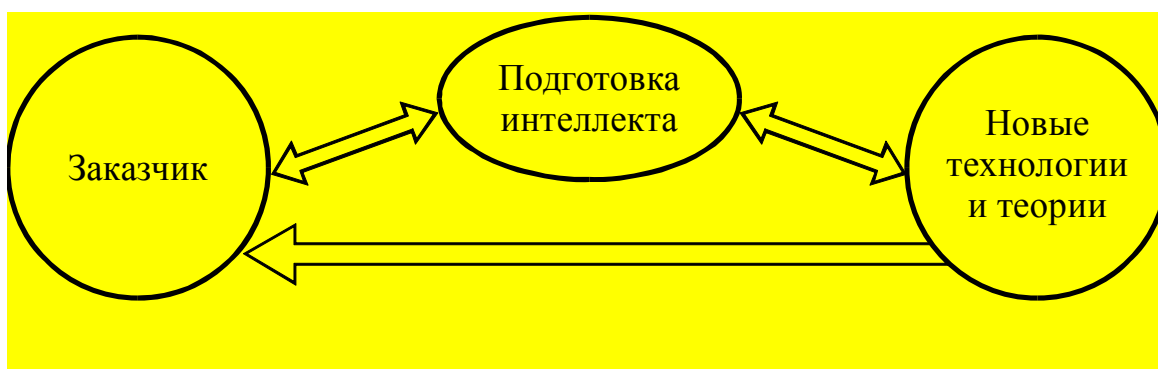 Заказчик
Подготовка
интеллекта
Новые
технологии
и теории